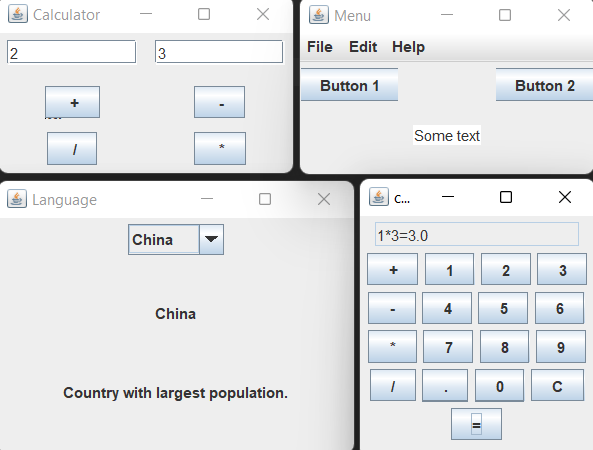 Calculator
2 3
+ -
/ *
Menu
File Edit Help
Button 1 Button 2
Some text
Language
China
China
Country with largest population.
c...
1*3=3.0
+ 1 2 3
- 4 5 6
* 7 8 9
/ . 0 C
=